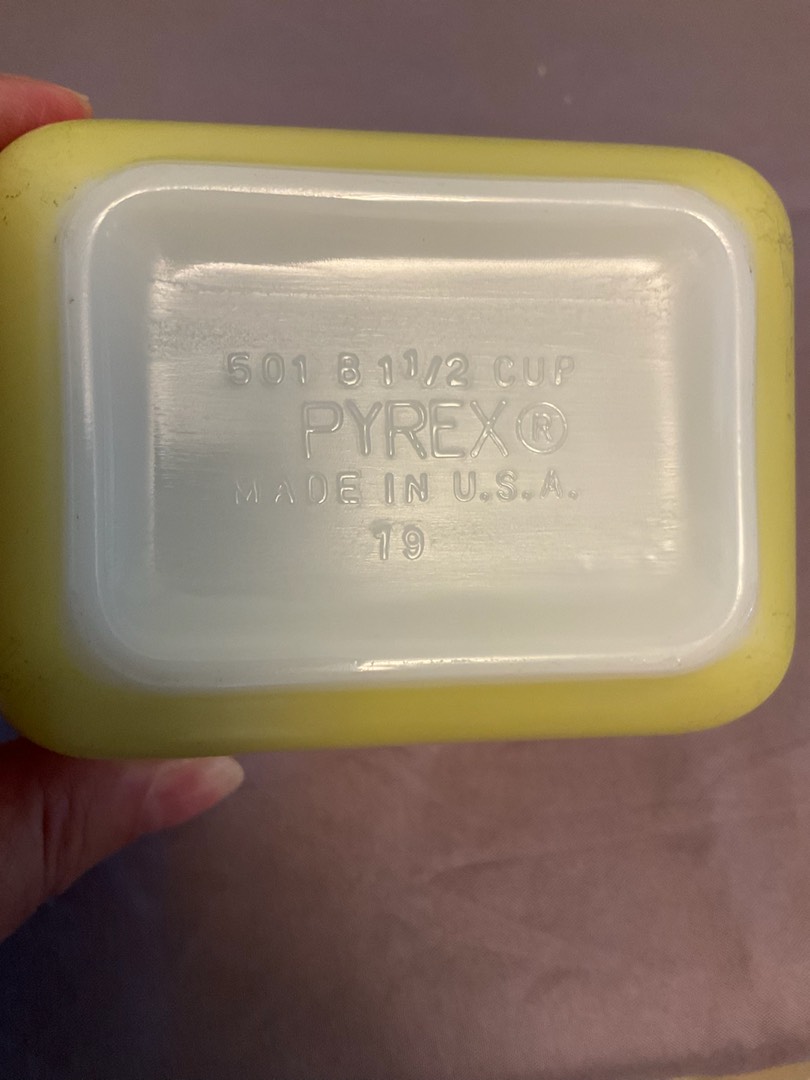 501 B 1 1/2 CUP
PYREX®
MADE IN U.S.A.
19